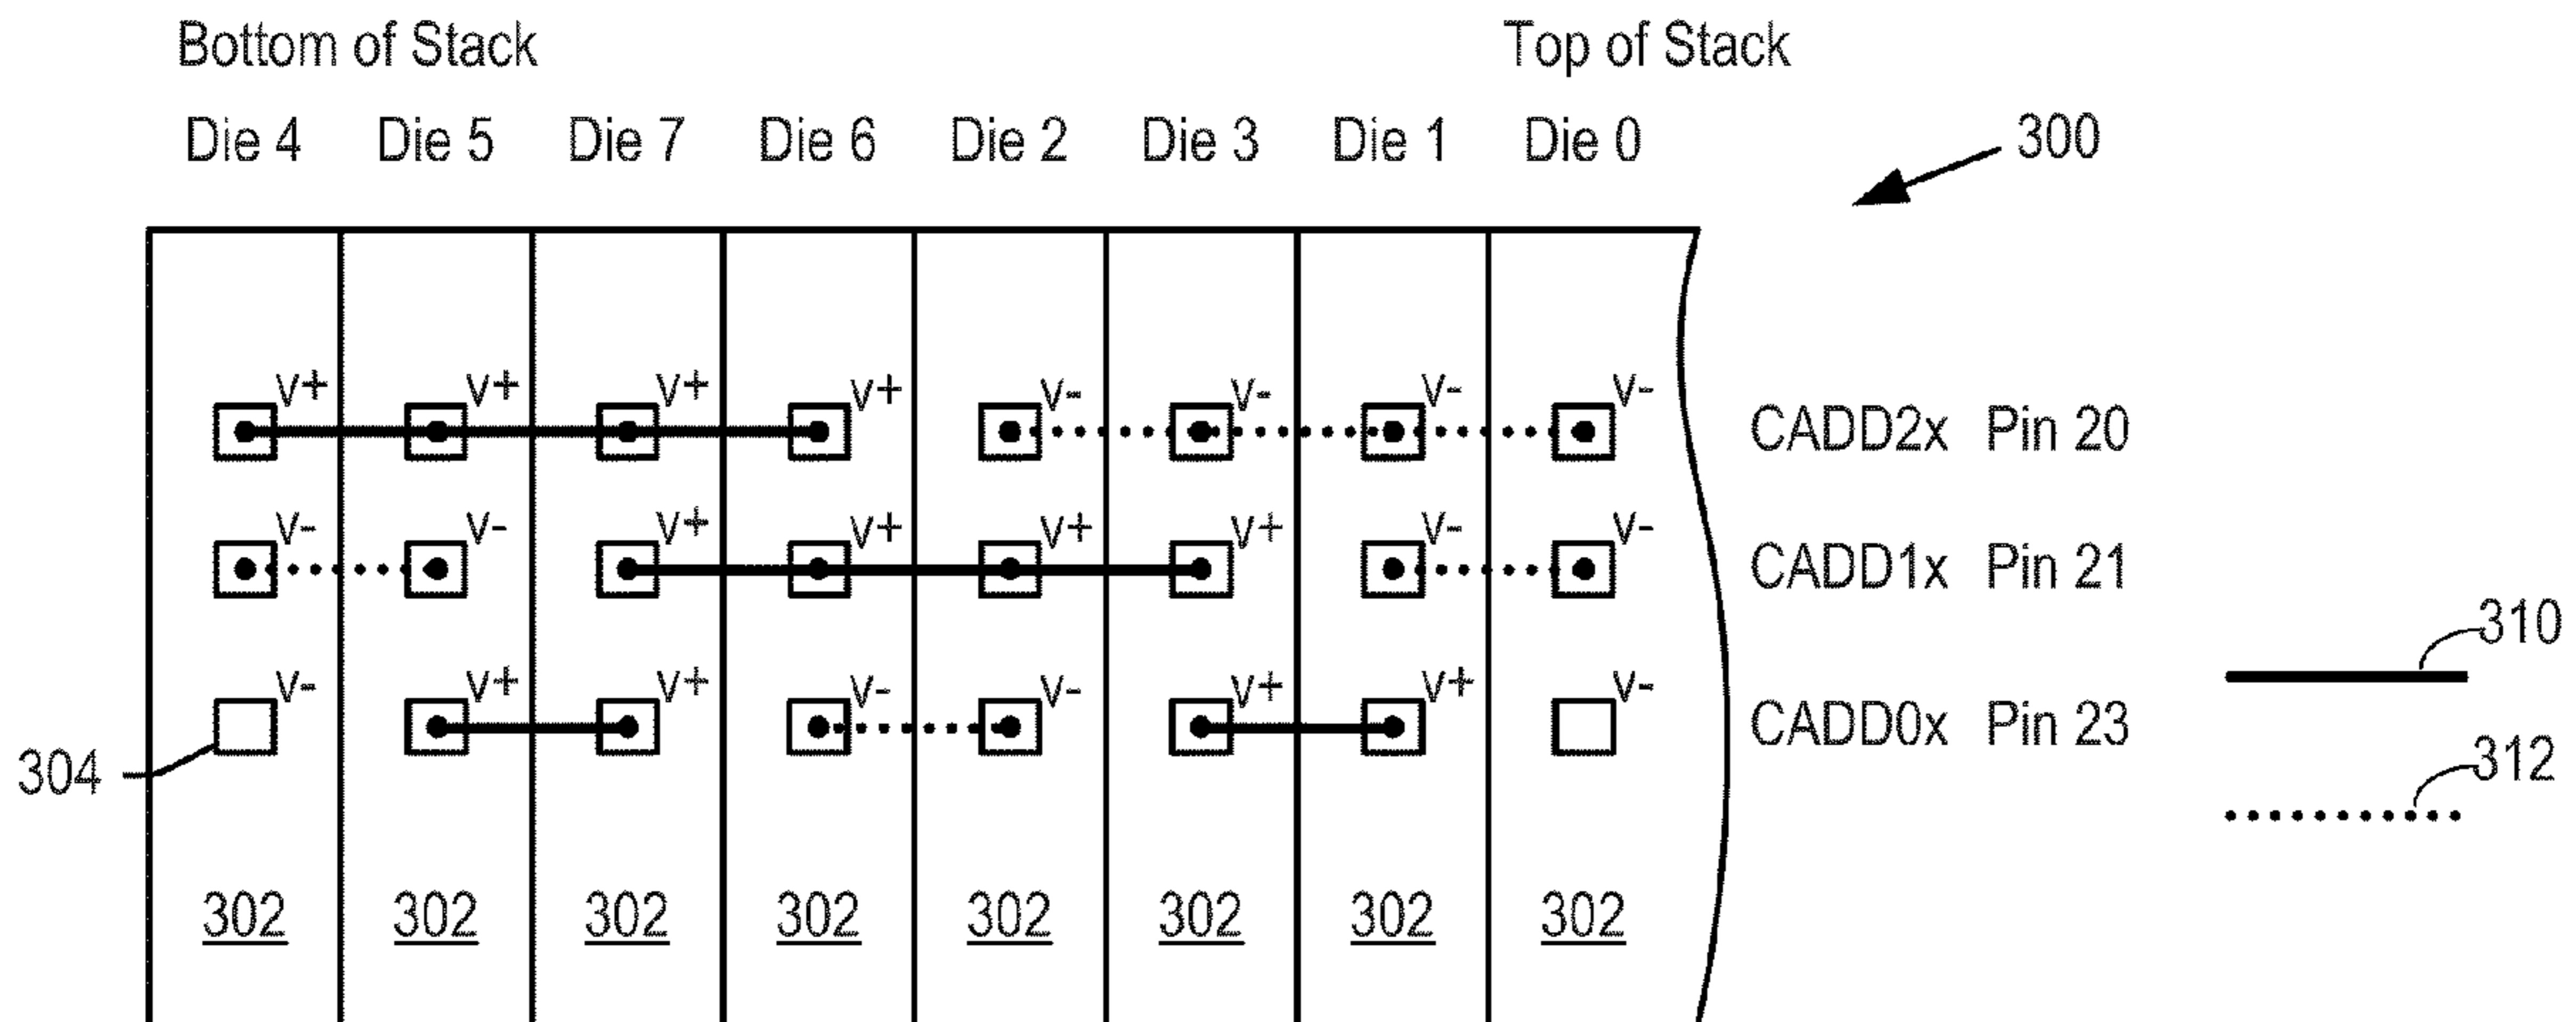 Bottom of Stack Top of Stack
Die 4 Die 5 Die 7 Die 6 Die 2 Die 3 Die 1 Die 0
300
v+ v+ v+ v+ v- v- v- v-
CADD2x Pin 20
v- v- v+ v+ v+ v+ v- v-
CADD1x Pin 21
310
v- v+ v+ v- v- v+ v+ v-
CADD0x Pin 23
304
312
302 302 302 302 302 302 302 302